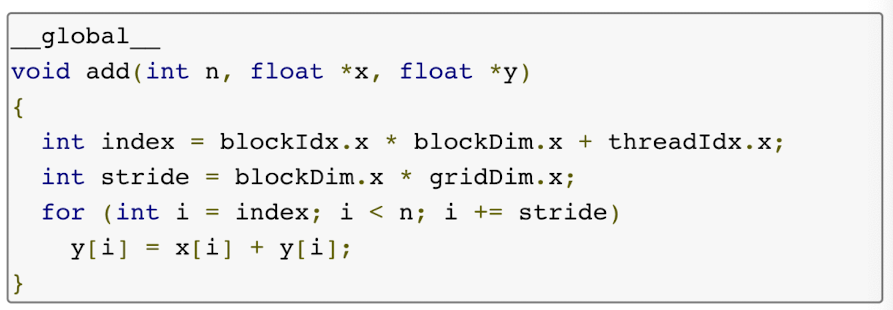 __global__
void add(int n, float *x, float *y)
{
  int index = blockIdx.x * blockDim.x + threadIdx.x;
  int stride = blockDim.x * gridDim.x;
  for (int i = index; i < n; i += stride)
    y[i] = x[i] + y[i];
}